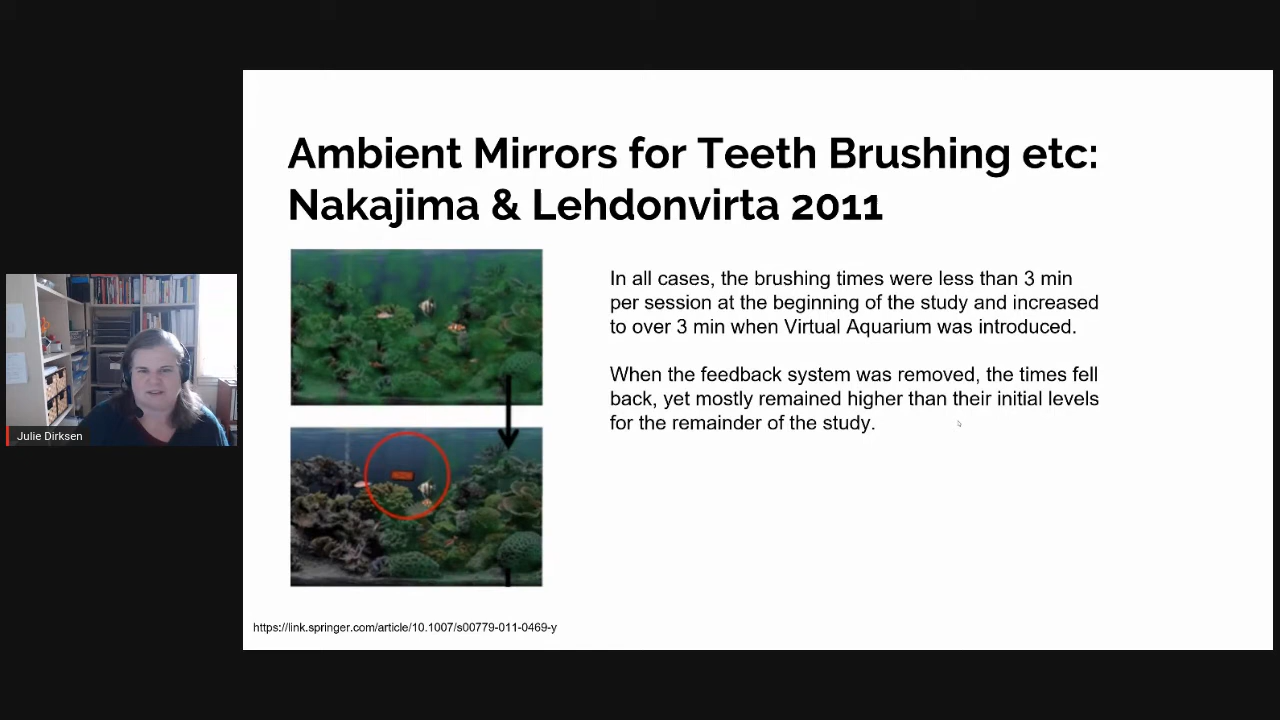 Ambient Mirrors for Teeth Brushing etc:
Nakajima & Lehdonvirta 2011
In all cases, the brushing times were less than 3 min
per session at the beginning of the study and increased
to over 3 min when Virtual Aquarium was introduced.
When the feedback system was removed, the times fell
back, yet mostly remained higher than their initial levels
for the remainder of the study.
Julie Dirksen
https://link.springer.com/article/10.1007/s00779-011-0469-y